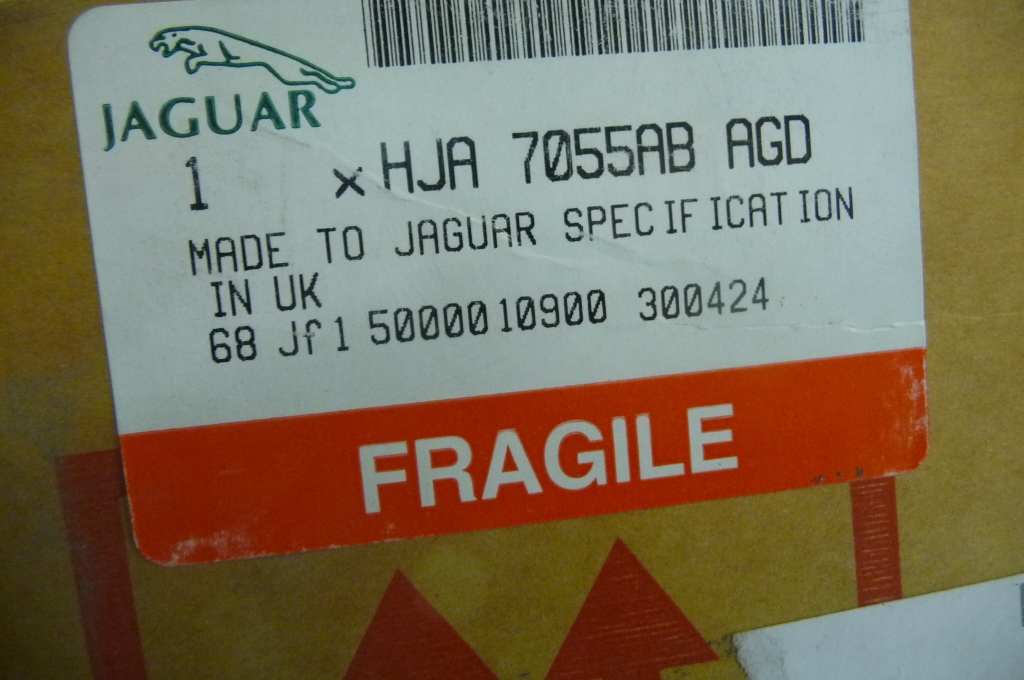 JAGUAR
1 x HJA 7055AB AGD
MADE TO JAGUAR SPECIFICATION
IN UK
68 Jf1 5000010900 300424
FRAGILE